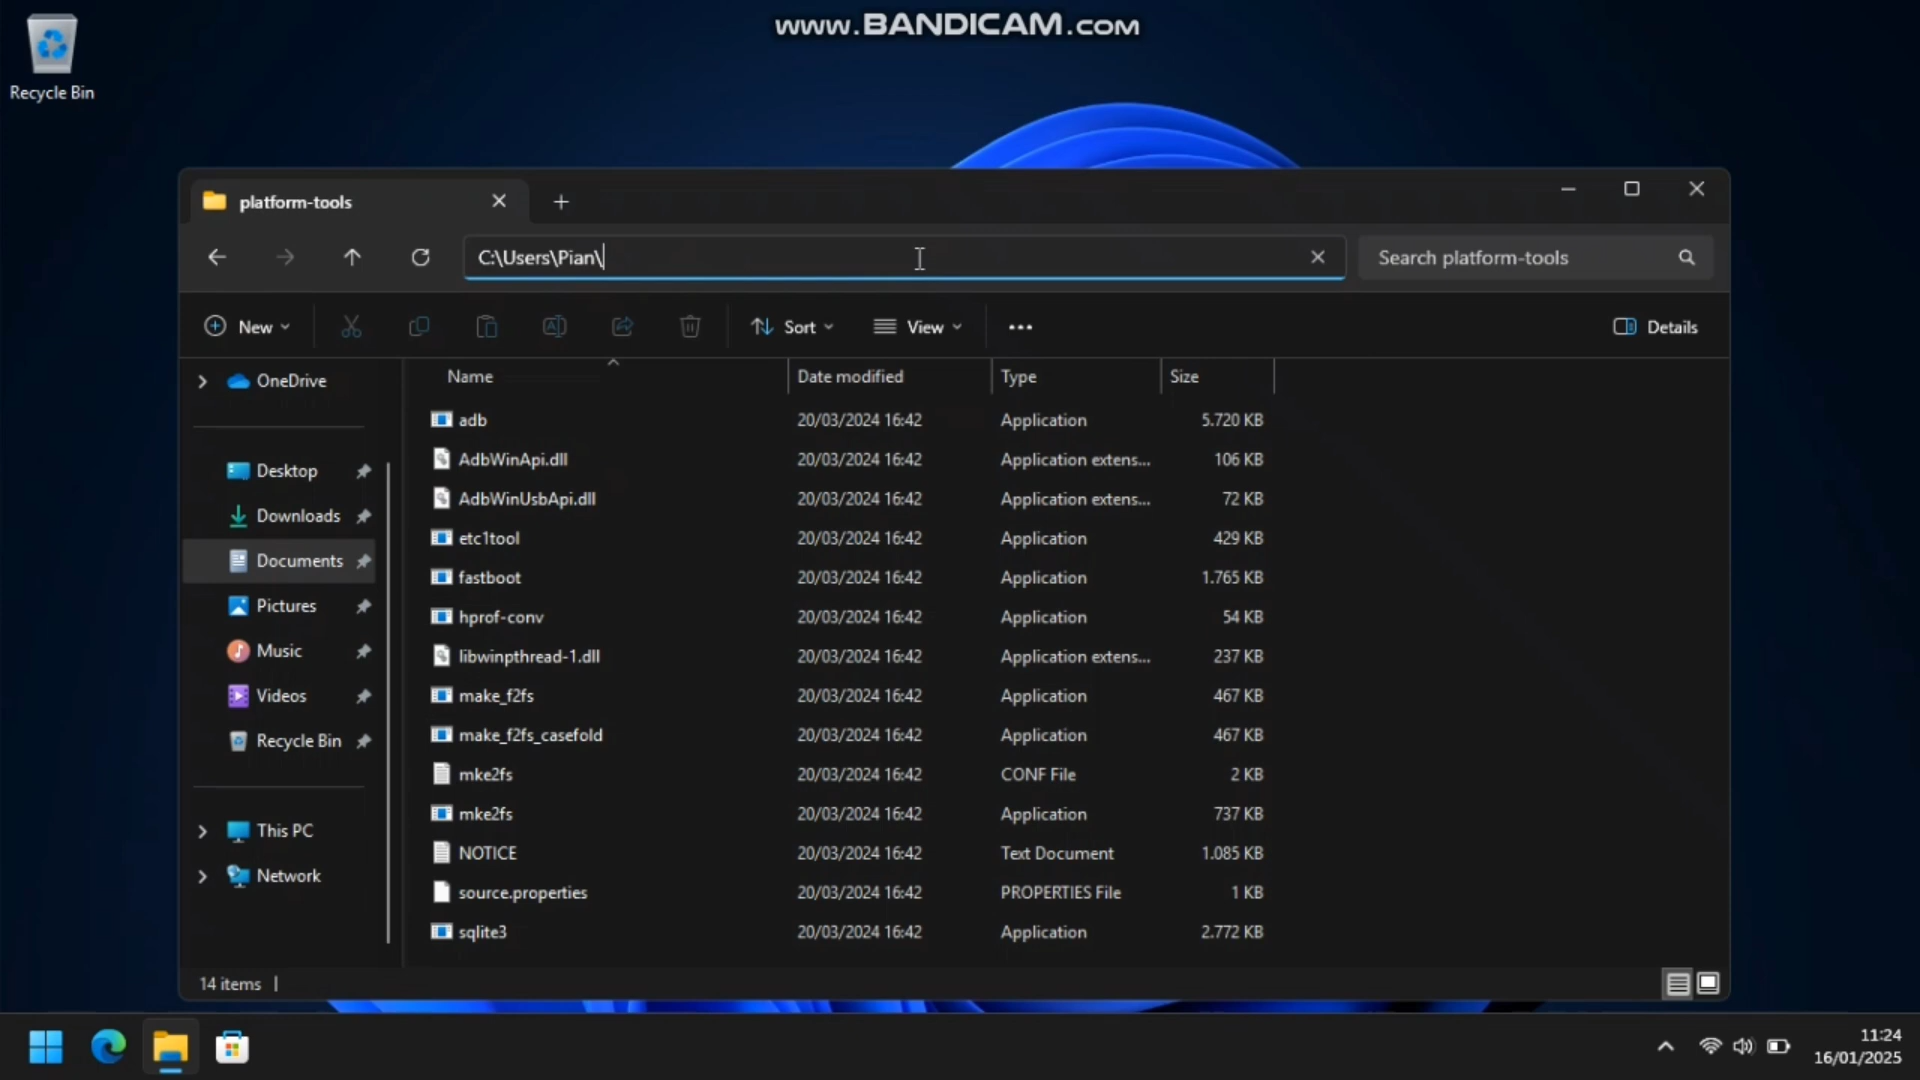 www.BANDICAM.COM
Recycle Bin
platform-tools
C:\Users\Pian\
Search platform-tools
New
Sort
View
Details
OneDrive
Desktop
Downloads
Documents
Pictures
Music
Videos
Recycle Bin
This PC
Network
Name Date modified Type Size
adb 20/03/2024 16:42 Application 5.720 KB
AdbWinApi.dll 20/03/2024 16:42 Application extens... 106 KB
AdbWinUsbApi.dll 20/03/2024 16:42 Application extens... 72 KB
etc1tool 20/03/2024 16:42 Application 429 KB
fastboot 20/03/2024 16:42 Application 1.765 KB
hprof-conv 20/03/2024 16:42 Application 54 KB
libwinpthread-1.dll 20/03/2024 16:42 Application extens... 237 KB
make_f2fs 20/03/2024 16:42 Application 467 KB
make_f2fs_casefold 20/03/2024 16:42 Application 467 KB
mke2fs 20/03/2024 16:42 CONF File 2 KB
mke2fs 20/03/2024 16:42 Application 737 KB
NOTICE 20/03/2024 16:42 Text Document 1.085 KB
source.properties 20/03/2024 16:42 PROPERTIES File 1 KB
sqlite3 20/03/2024 16:42 Application 2.772 KB
14 items
11:24
16/01/2025